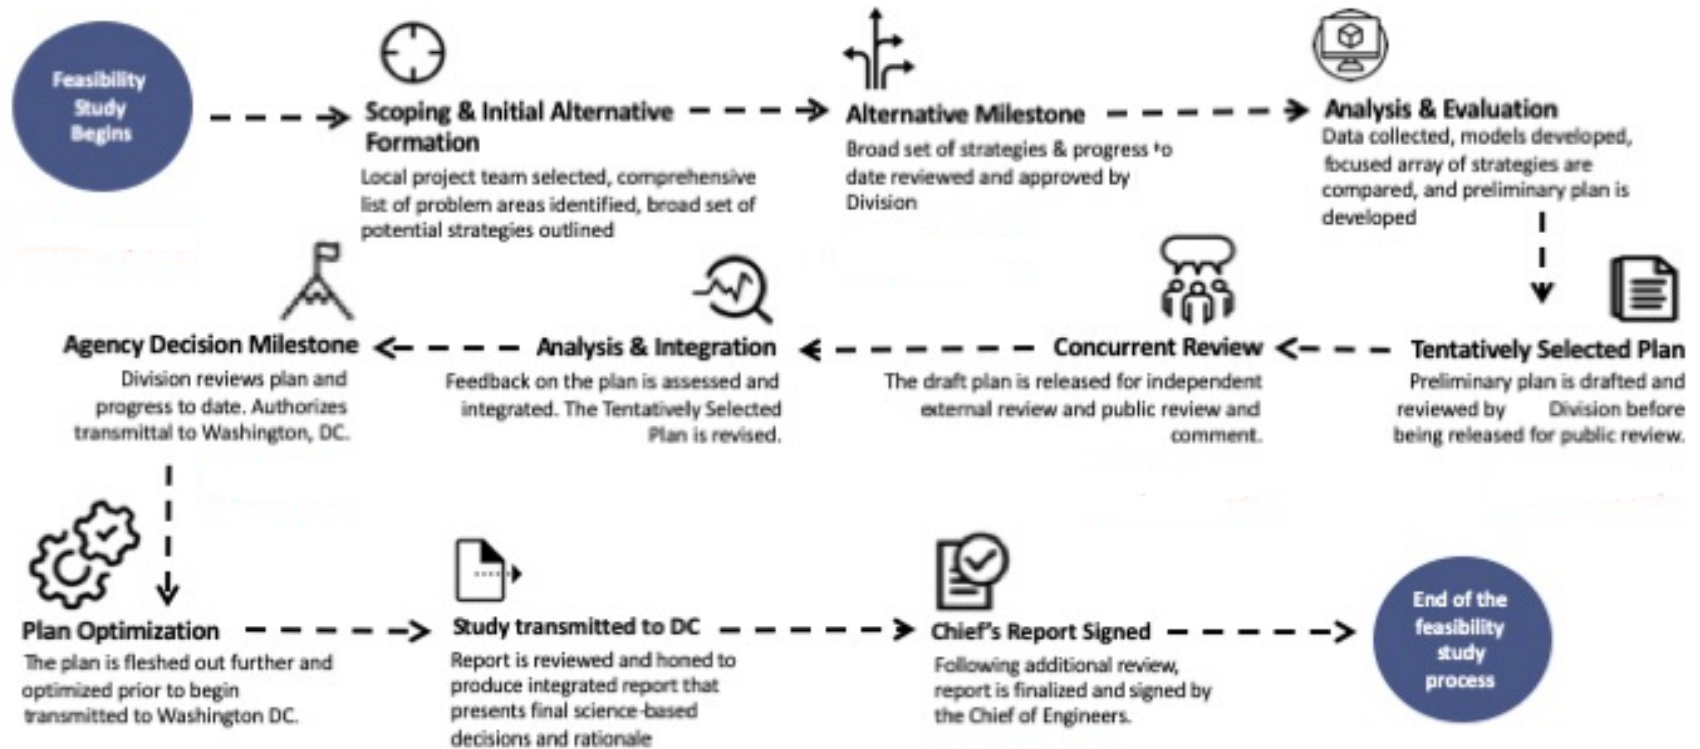 Feasibility
Study
Begins
Scoping & Initial Alternative
Formation
Local project team selected, comprehensive
list of problem areas identified, broad set of
potential strategies outlined
Alternative Milestone
Broad set of strategies & progress to
date reviewed and approved by
Division
Analysis & Evaluation
Data collected, models developed,
focused array of strategies are
compared, and preliminary plan is
developed
Tentatively Selected Plan
Preliminary plan is drafted and
reviewed by Division before
being released for public review.
Concurrent Review
The draft plan is released for independent
external review and public review and
comment.
Analysis & Integration
Feedback on the plan is assessed and
integrated. The Tentatively Selected
Plan is revised.
Agency Decision Milestone
Division reviews plan and
progress to date. Authorizes
transmittal to Washington, DC.
Plan Optimization
The plan is fleshed out further and
optimized prior to begin
transmitted to Washington DC.
Study transmitted to DC
Report is reviewed and honed to
produce integrated report that
presents final science-based
decisions and rationale
Chief's Report Signed
Following additional review,
report is finalized and signed by
the Chief of Engineers.
End of the
feasibility
study
process